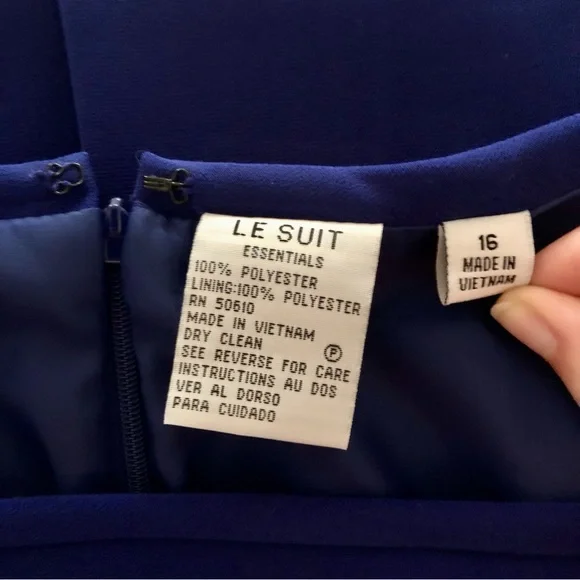 LE SUIT
ESSENTIALS
100% POLYESTER
LINING:100% POLYESTER
RN 50610
MADE IN VIETNAM
DRY CLEAN
P
SEE REVERSE FOR CARE
INSTRUCTIONS AU DOS
VER AL DORSO
PARA CUIDADO
16
MADE IN
VIETNAM